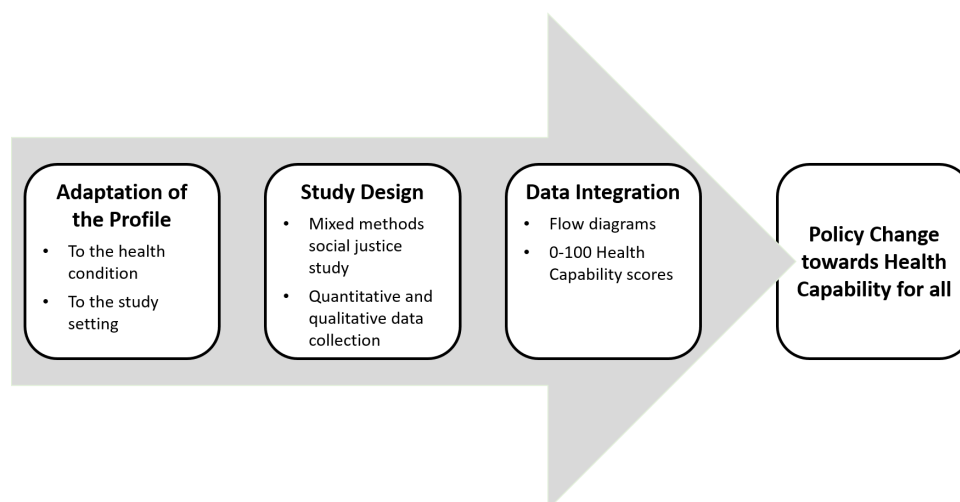 Adaptation of
the Profile
• To the health
condition
• To the study
setting
Study Design
• Mixed methods
social justice
study
• Quantitative and
qualitative data
collection
Data Integration
• Flow diagrams
• 0-100 Health
Capability scores
Policy Change
towards Health
Capability for all